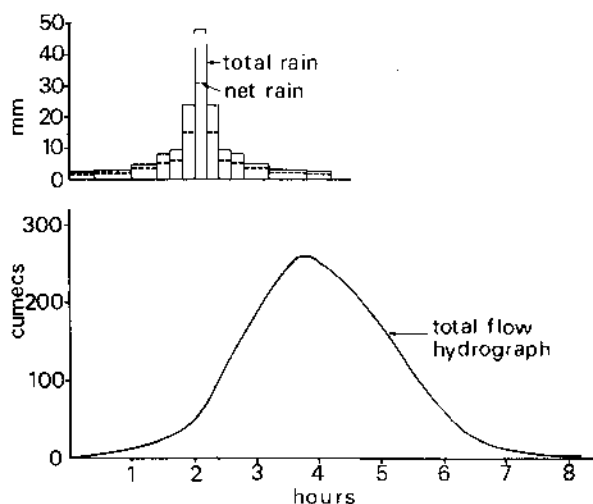 50
40
30
20
10
0
mm
total rain
net rain
300
200
100
0
cumecs
total flow
hydrograph
1 2 3 4 5 6 7 8
hours